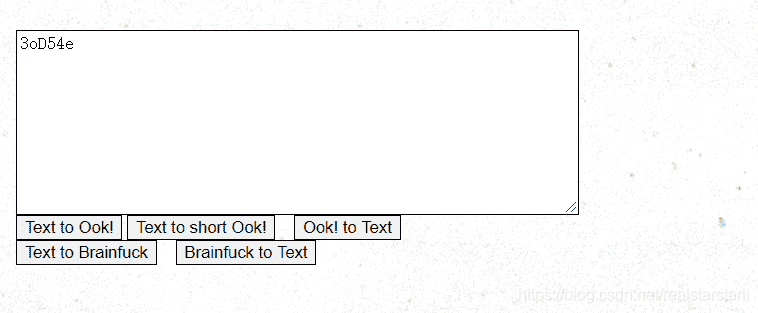 3oD54e
Text to Ook! Text to short Ook! Ook! to Text
Text to Brainfuck Brainfuck to Text
https://blog.csdn.net/realstarstarli